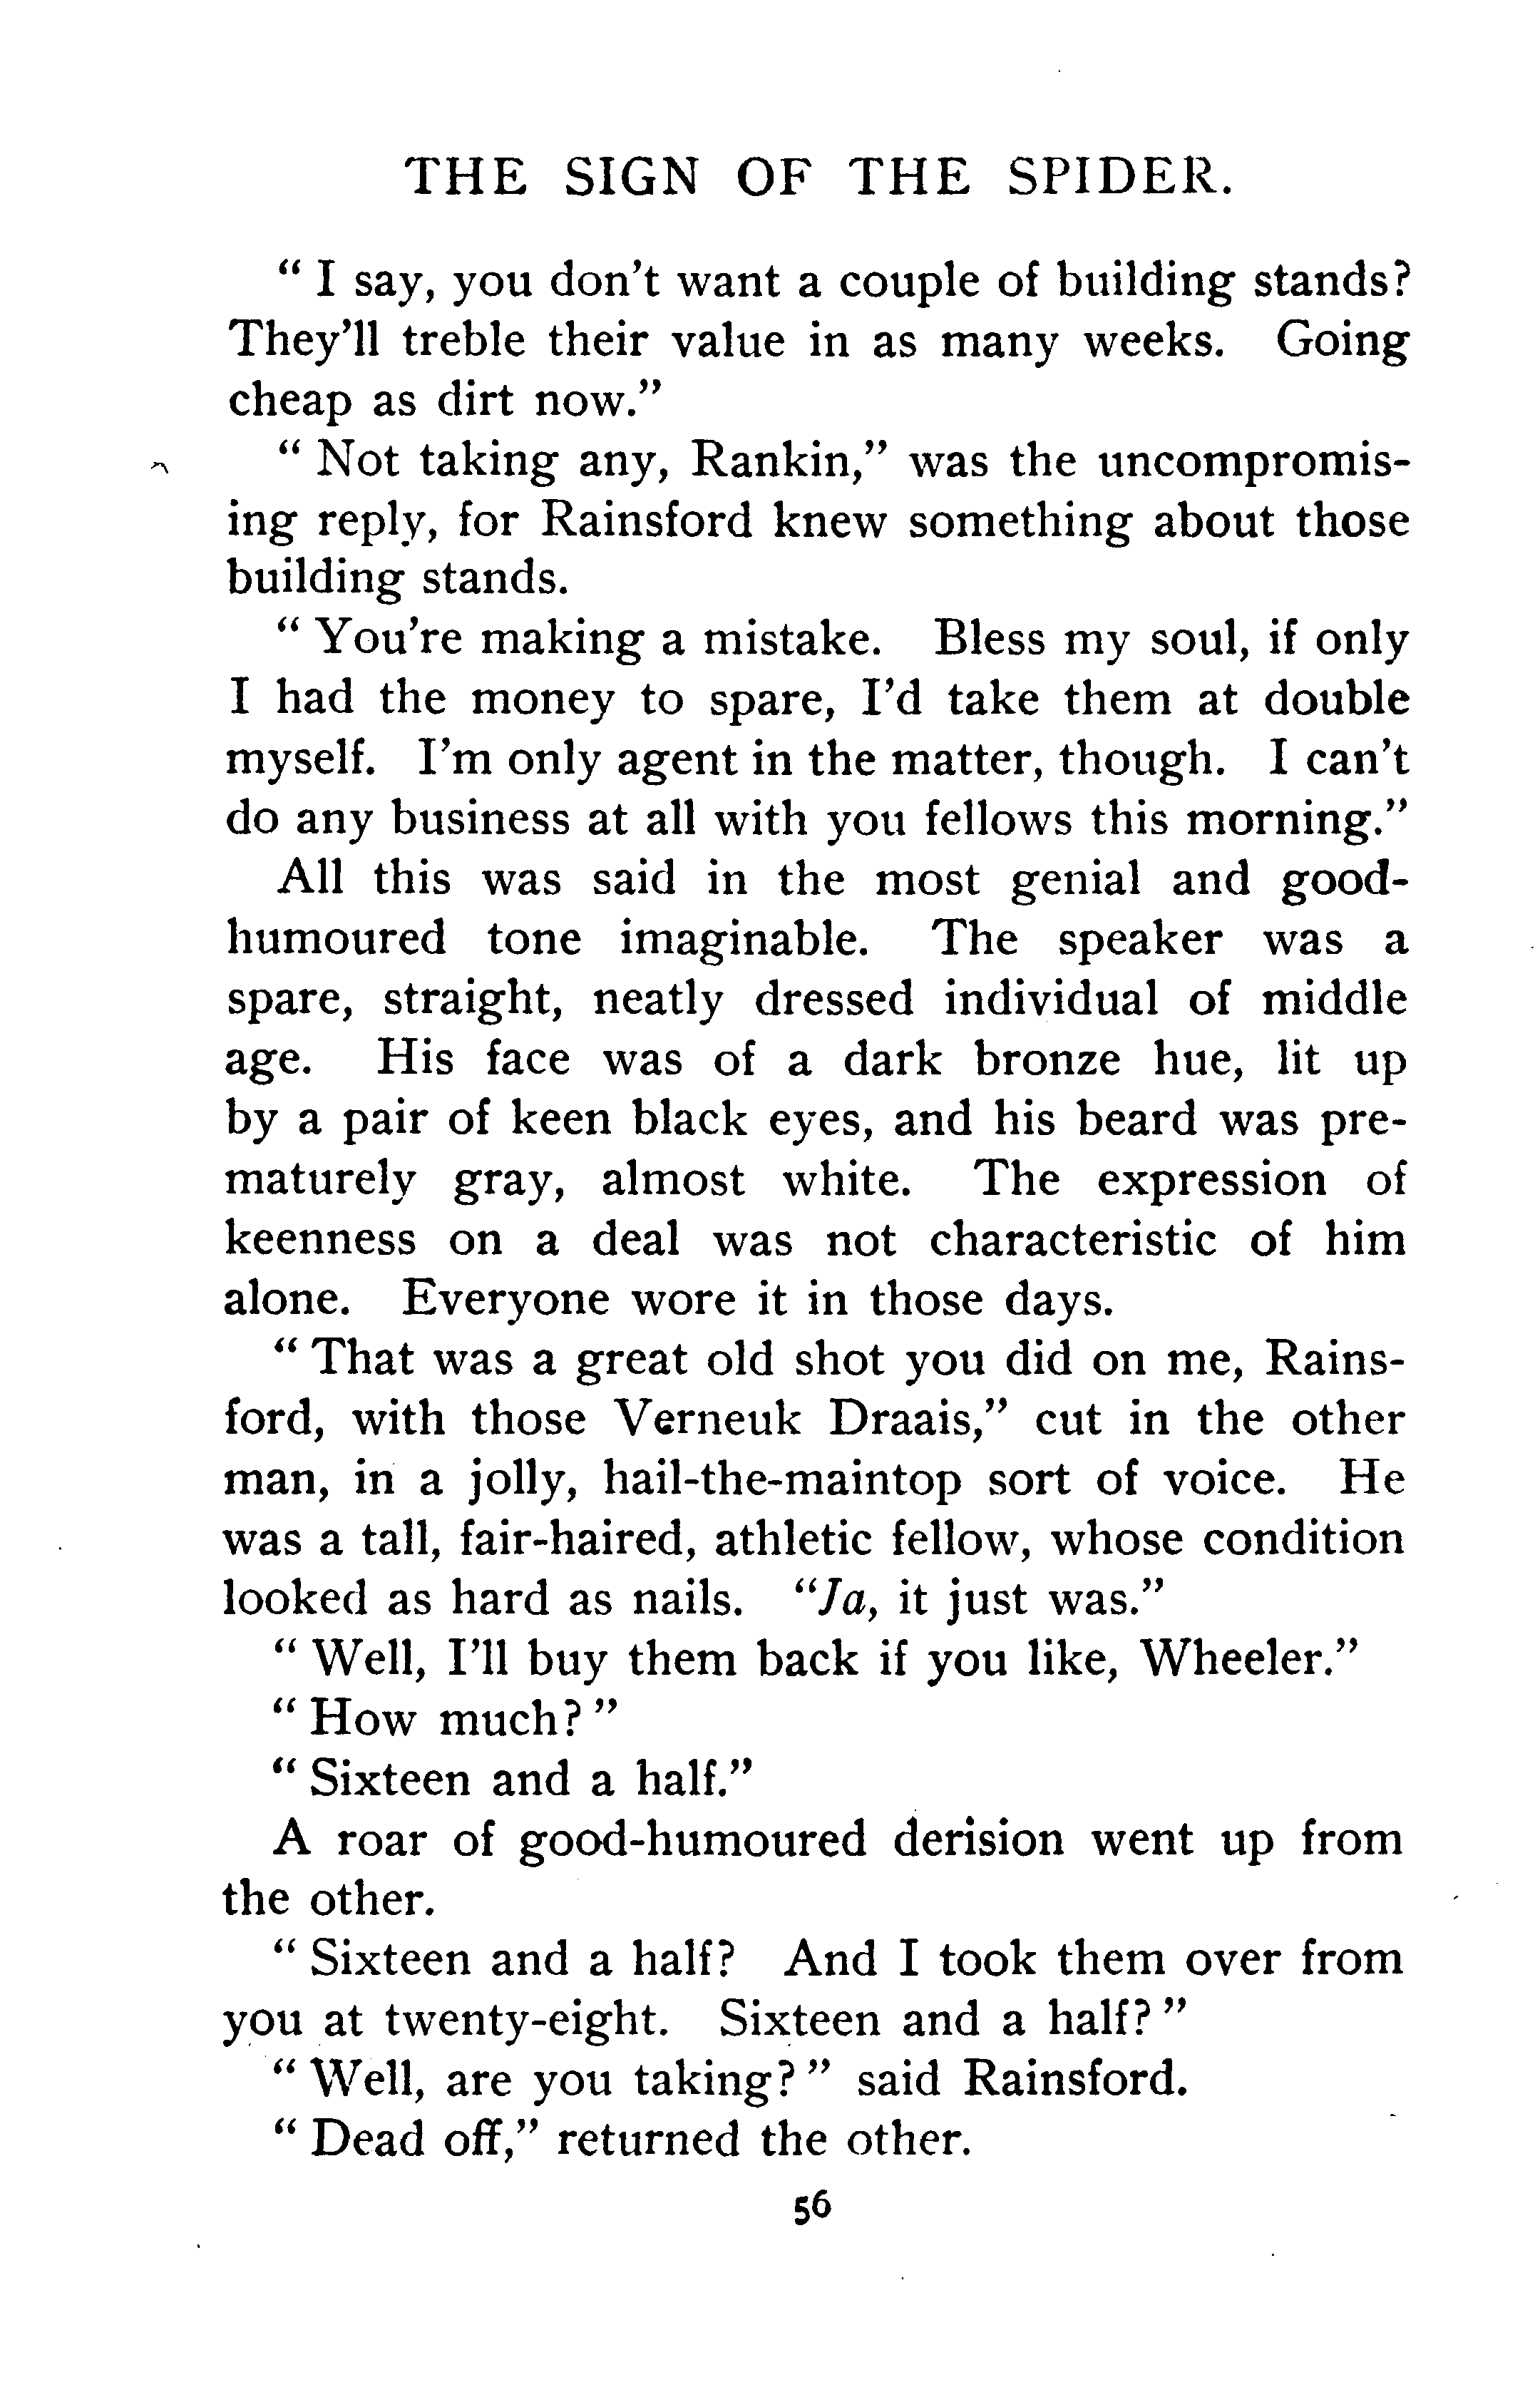 THE SIGN OF THE SPIDER.
“ I say, you don't want a couple of building stands?
They'll treble their value in as many weeks. Going
cheap as dirt now.”
“ Not taking any, Rankin,” was the uncompromis-
ing reply, for Rainsford knew something about those
building stands.
“ You're making a mistake. Bless my soul, if only
I had the money to spare, I'd take them at double
myself. I'm only agent in the matter, though. I can't
do any business at all with you fellows this morning.”
All this was said in the most genial and good-
humoured tone imaginable. The speaker was a
spare, straight, neatly dressed individual of middle
age. His face was of a dark bronze hue, lit up
by a pair of keen black eyes, and his beard was pre-
maturely gray, almost white. The expression of
keenness on a deal was not characteristic of him
alone. Everyone wore it in those days.
“ That was a great old shot you did on me, Rains-
ford, with those Verneuk Draais,” cut in the other
man, in a jolly, hail-the-maintop sort of voice. He
was a tall, fair-haired, athletic fellow, whose condition
looked as hard as nails. “Ja, it just was.”
“ Well, I'll buy them back if you like, Wheeler.”
“ How much? ”
“ Sixteen and a half.”
A roar of good-humoured derision went up from
the other.
“ Sixteen and a half? And I took them over from
you at twenty-eight. Sixteen and a half? ”
“ Well, are you taking? ” said Rainsford.
“ Dead off,” returned the other.
56